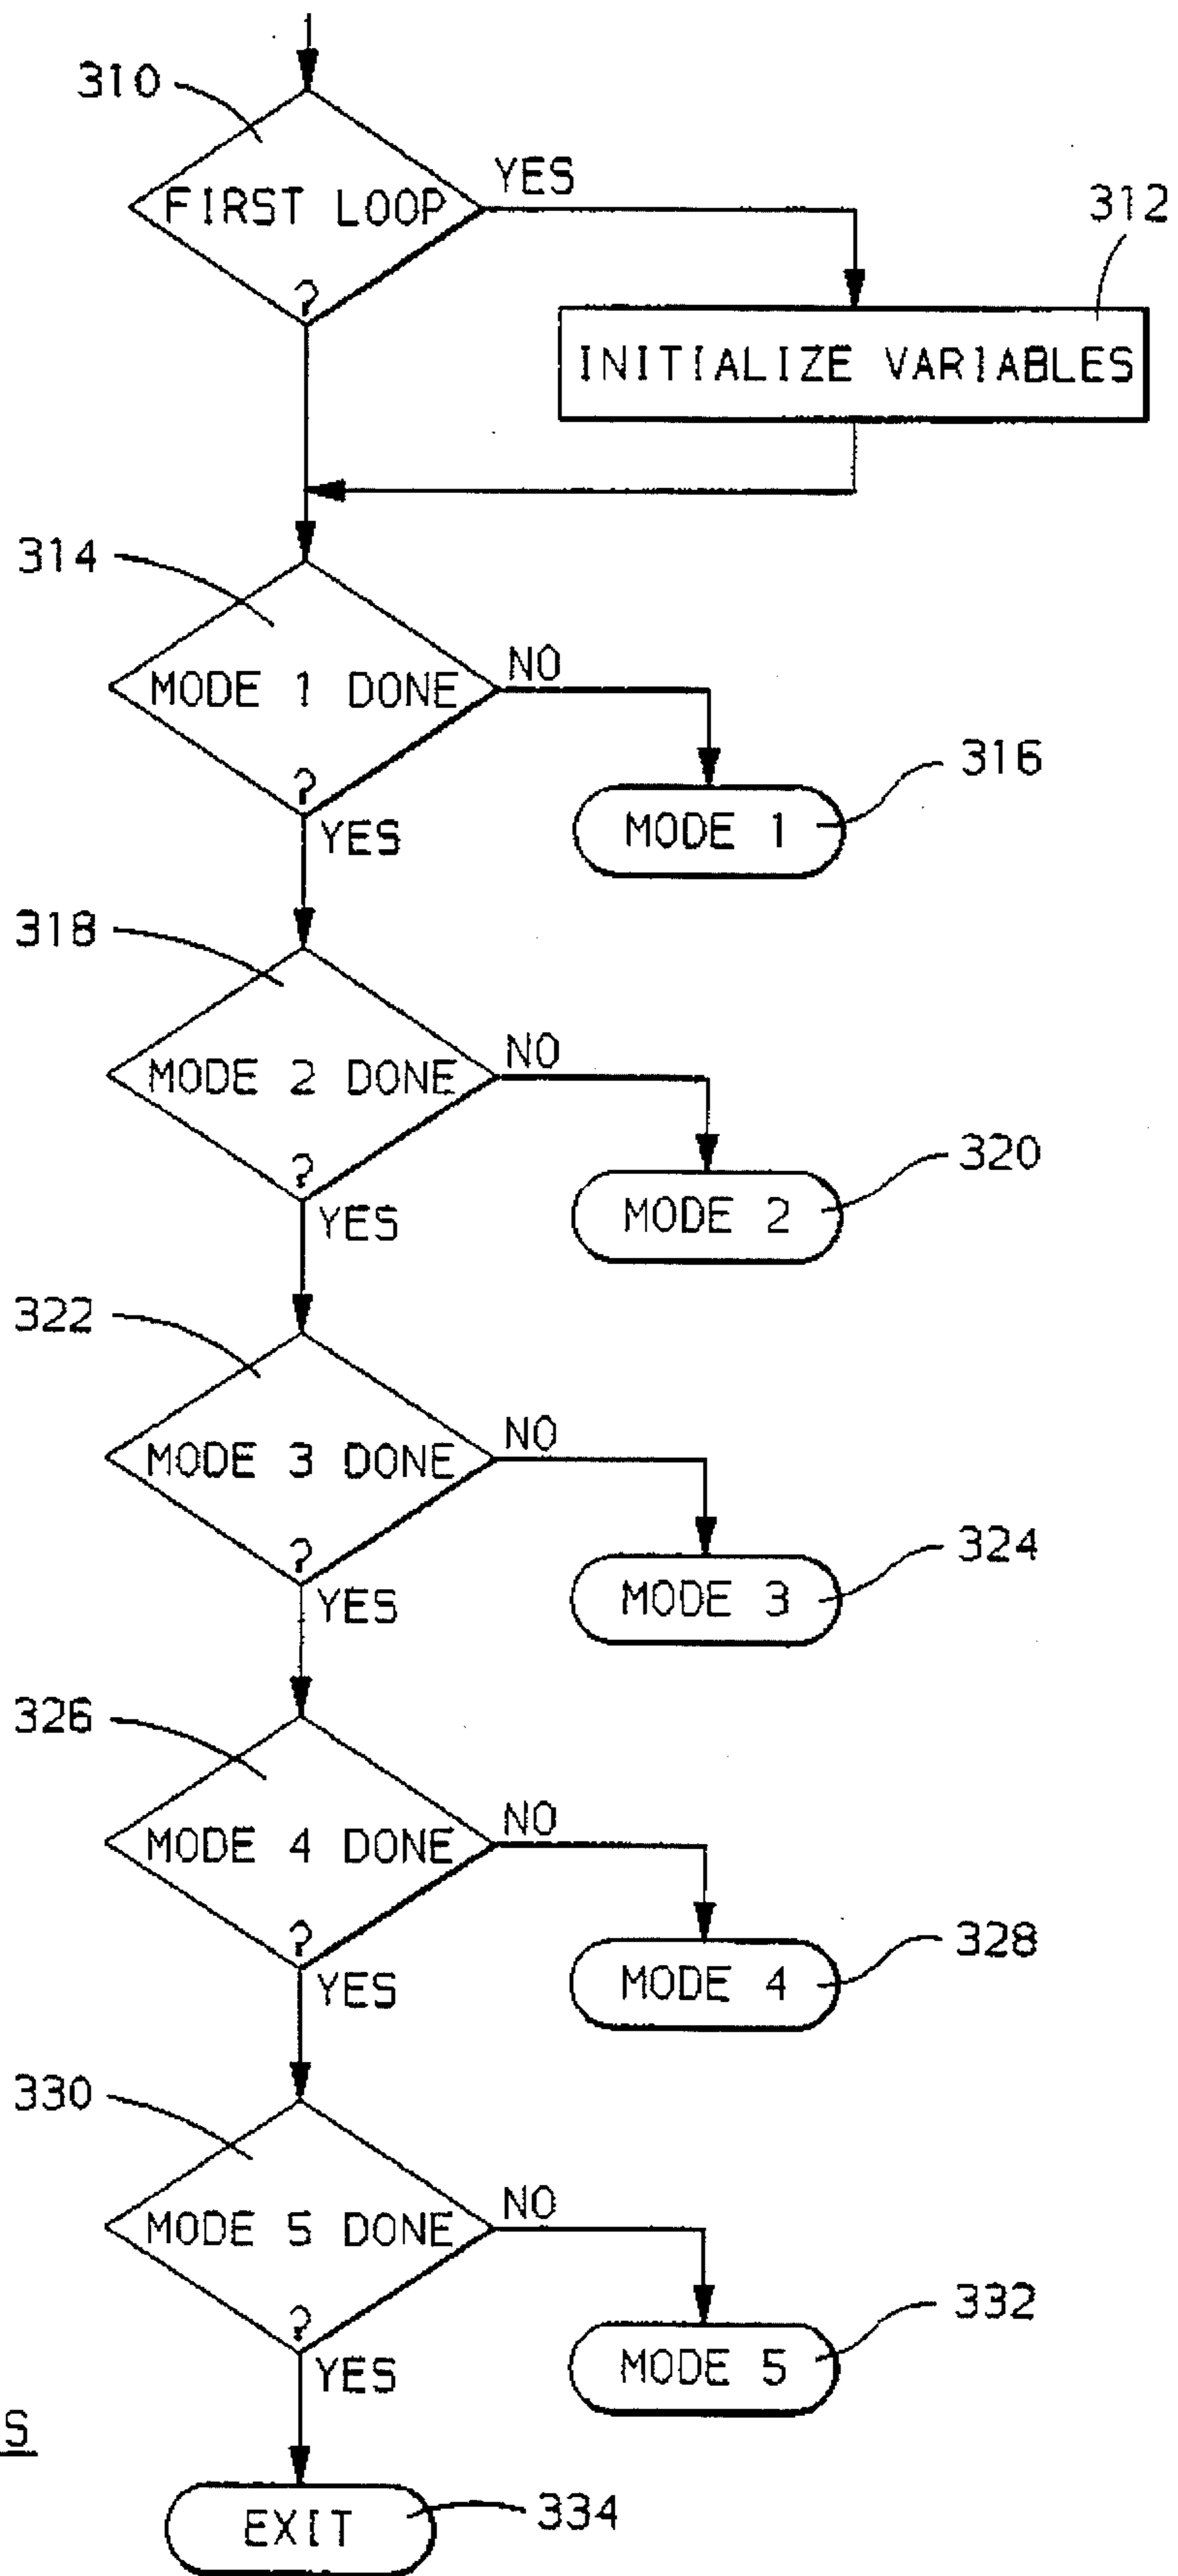 310
FIRST LOOP
?
YES
312
INITIALIZE VARIABLES
314
MODE 1 DONE
?
NO
YES
316
MODE 1
318
MODE 2 DONE
?
NO
YES
320
MODE 2
322
MODE 3 DONE
?
NO
YES
324
MODE 3
326
MODE 4 DONE
?
NO
YES
328
MODE 4
330
MODE 5 DONE
?
NO
YES
332
MODE 5
S
EXIT
334